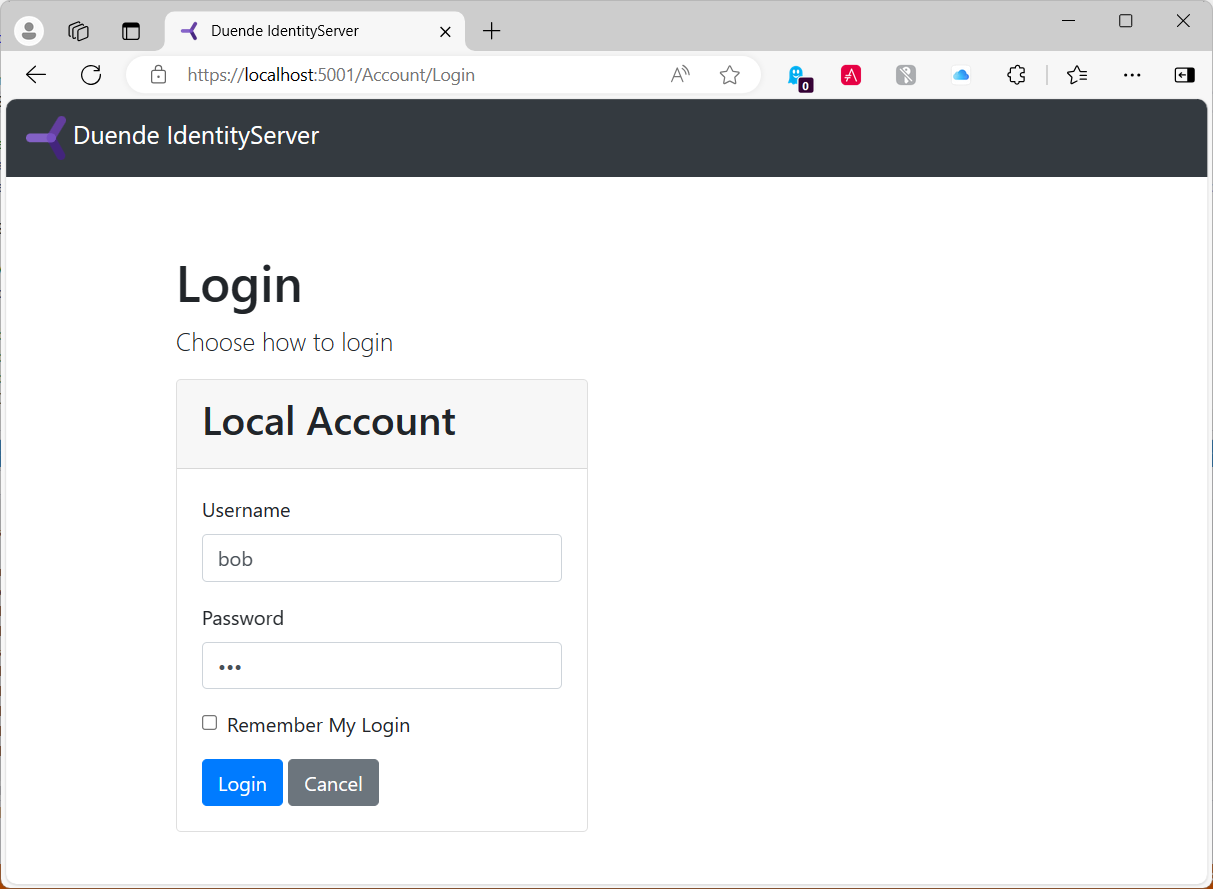 Duende IdentityServer
https://localhost:5001/Account/Login
0
Duende IdentityServer
Login
Choose how to login
Local Account
Username
bob
Password
•••
Remember My Login
Login Cancel